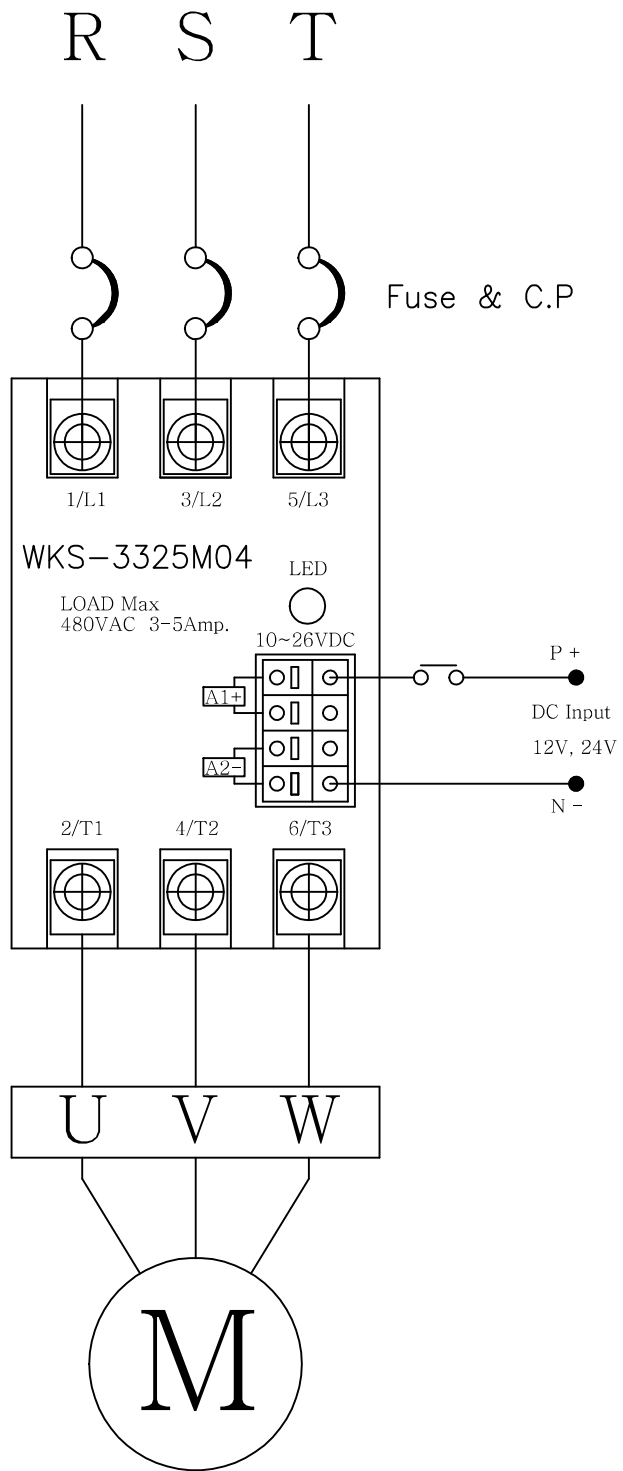 R S T
Fuse & C.P
1/L1 3/L2 5/L3
WKS-3325M04
LED
LOAD Max
480VAC 3-5Amp.
10~26VDC
P +
A1+
DC Input
12V, 24V
A2-
N -
2/T1 4/T2 6/T3
U V W
M